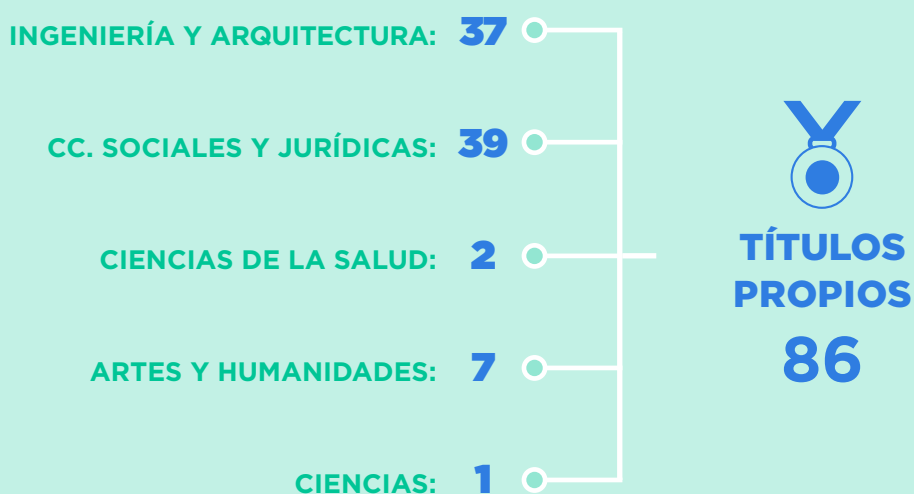 INGENIERÍA Y ARQUITECTURA: 37
CC. SOCIALES Y JURÍDICAS: 39
CIENCIAS DE LA SALUD: 2
ARTES Y HUMANIDADES: 7
CIENCIAS: 1
TÍTULOS
PROPIOS
86